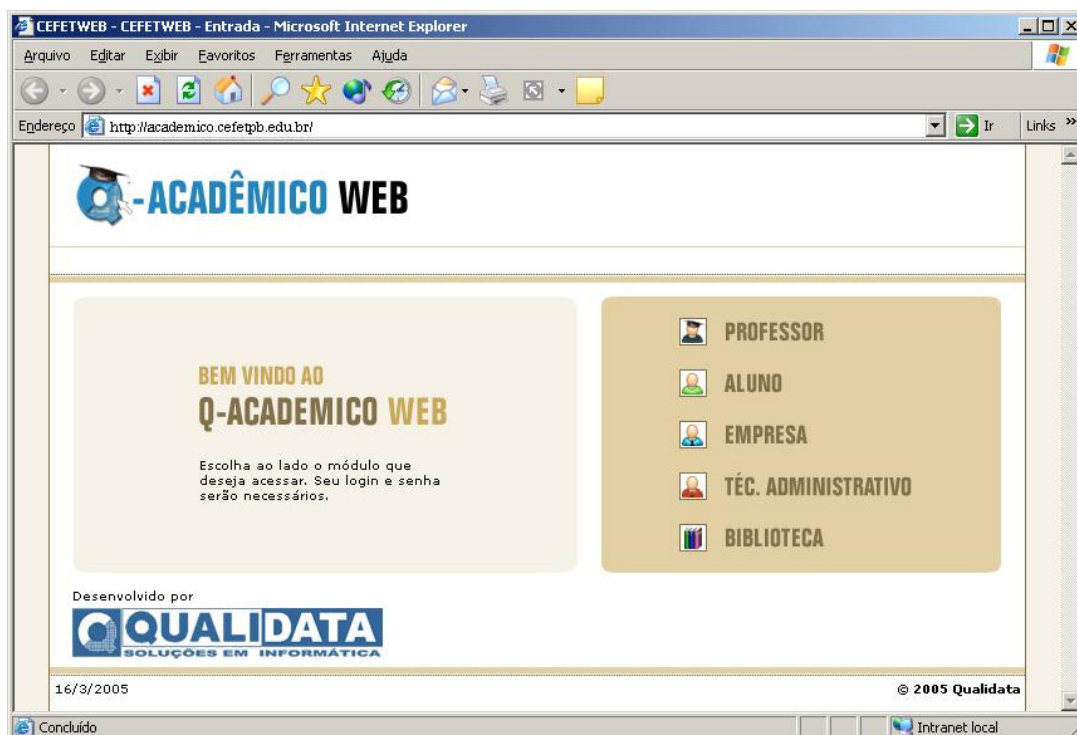 CEFETWEB - CEFETWEB - Entrada - Microsoft Internet Explorer
Arquivo Editar Exibir Favoritos Ferramentas Ajuda
Endereço http://academico.cefetpb.edu.br/ Ir Links »
Q-ACADÊMICO WEB
BEM VINDO AO
Q-ACADEMICO WEB
Escolha ao lado o módulo que
deseja acessar. Seu login e senha
serão necessários.
PROFESSOR
ALUNO
EMPRESA
TÉC. ADMINISTRATIVO
BIBLIOTECA
Desenvolvido por
QUALIDATA
SOLUÇÕES EM INFORMÁTICA
16/3/2005 © 2005 Qualidata
Concluído Intranet local